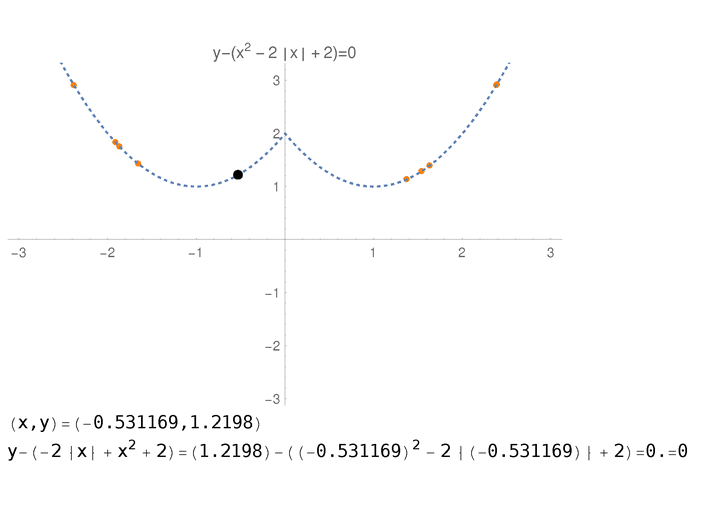 y−(x² − 2 |x| + 2)=0
3
2
1
−3 −2 −1 1 2 3
−1
−2
−3
(x,y)=(−0.531169,1.2198)
y−(−2 |x| + x² + 2)=(1.2198)−((−0.531169)² − 2 |(−0.531169)| + 2)=0.=0